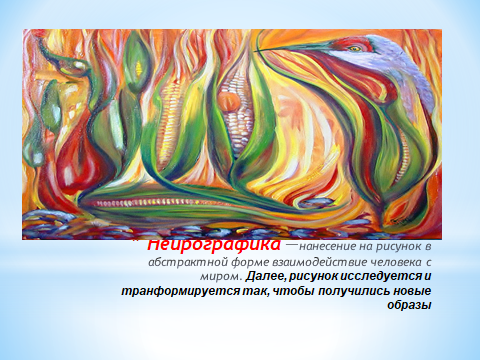 * Нейрографика —нанесение на рисунок в
абстрактной форме взаимодействие человека с
миром. Далее, рисунок исследуется и
транформируется так, чтобы получились новые
образы